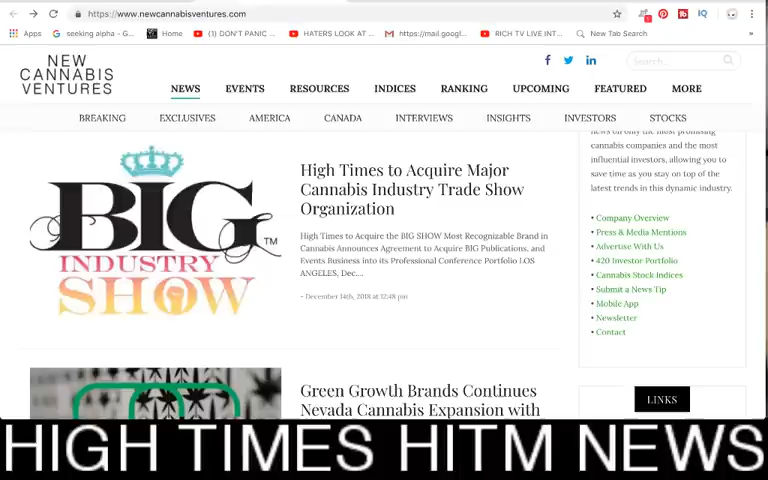 https://www.newcannabisventures.com
Apps seeking alpha - G... Home (1) DON'T PANIC ... HATERS LOOK AT ... https://mail.googl... RICH TV LIVE INT... New Tab Search »
NEW
CANNABIS
VENTURES
Search...
NEWS EVENTS RESOURCES INDICES RANKING UPCOMING FEATURED MORE
BREAKING EXCLUSIVES AMERICA CANADA INTERVIEWS INSIGHTS INVESTORS STOCKS
BIG TM
INDUSTRY
SHOW
High Times to Acquire Major
Cannabis Industry Trade Show
Organization
High Times to Acquire the BIG SHOW Most Recognizable Brand in
Cannabis Announces Agreement to Acquire BIG Publications, and
Events Business into its Professional Conference Portfolio LOS
ANGELES, Dec....
- December 14th, 2018 at 12:48 pm
Green Growth Brands Continues
Nevada Cannabis Expansion with
news on only the most promising
cannabis companies and the most
influential investors, allowing you to
save time as you stay on top of the
latest trends in this dynamic industry.
• Company Overview
• Press & Media Mentions
• Advertise With Us
• 420 Investor Portfolio
• Cannabis Stock Indices
• Submit a News Tip
• Mobile App
• Newsletter
• Contact
LINKS
HIGH TIMES HITM NEWS